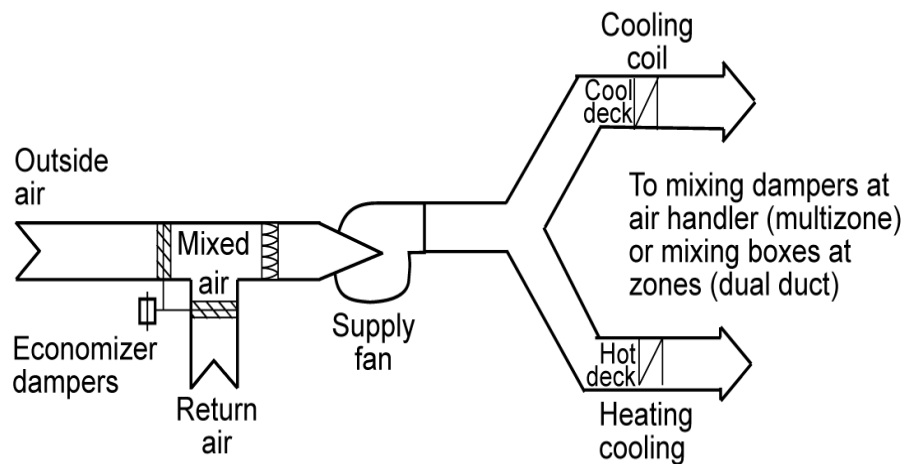 Cooling
coil
Cool
deck
Outside
air
Mixed
air
To mixing dampers at
air handler (multizone)
or mixing boxes at
zones (dual duct)
Economizer
dampers
Supply
fan
Return
air
Hot
deck
Heating
cooling